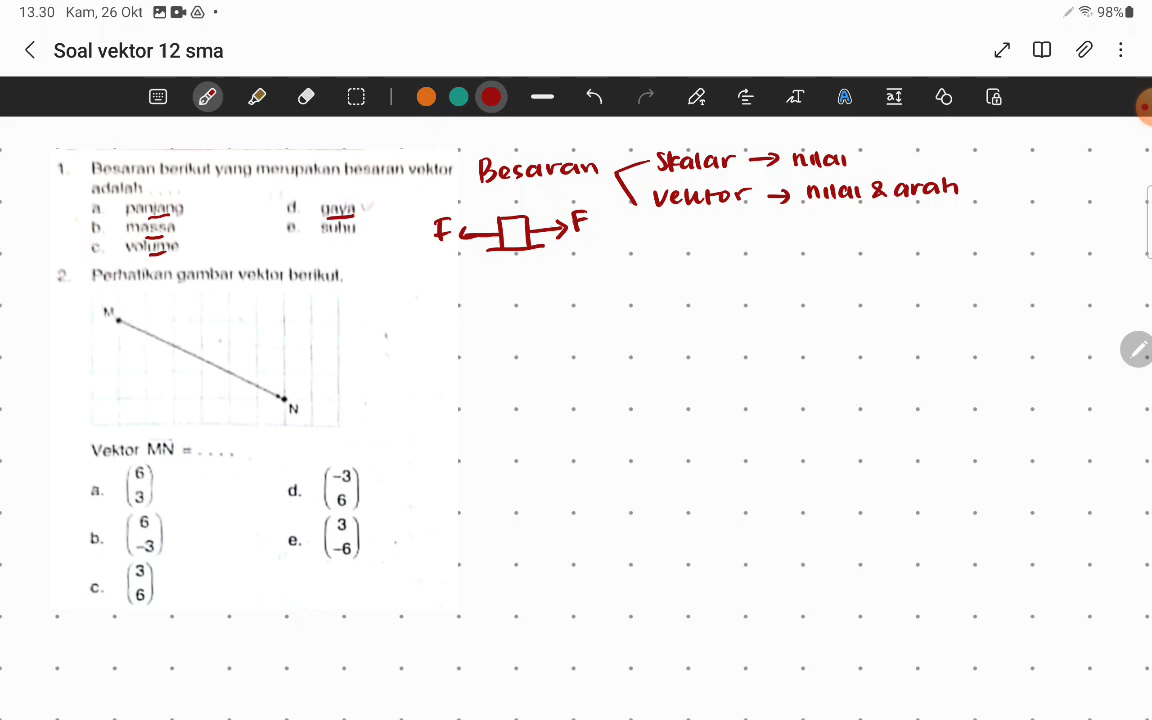 13.30 Kam, 26 Okt
98%
Soal vektor 12 sma
1. Besaran berikut yang merupakan besaran vektor
adalah . . . .
a. panjang d. gaya
b. massa e. suhu
c. volume
Besaran
Skalar → nilai
Vektor → nilai & arah
F F
2. Perhatikan gambar vektor berikut.
M
N
Vektor MN = . . . .
a. (6 3) d. (-3 6)
b. (6 -3) e. (3 -6)
c. (3 6)